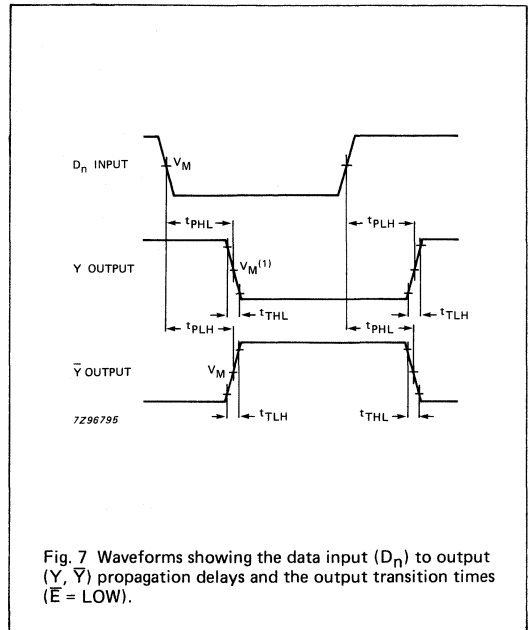 Dn INPUT
VM
tPHL
tPLH
Y OUTPUT
VM(1)
tTHL
tTLH
tPLH
tPHL
Y̅ OUTPUT
VM
tTLH
tTHL
7Z96795
Fig. 7 Waveforms showing the data input (Dn) to output
(Y, Y̅) propagation delays and the output transition times
(E̅ = LOW).